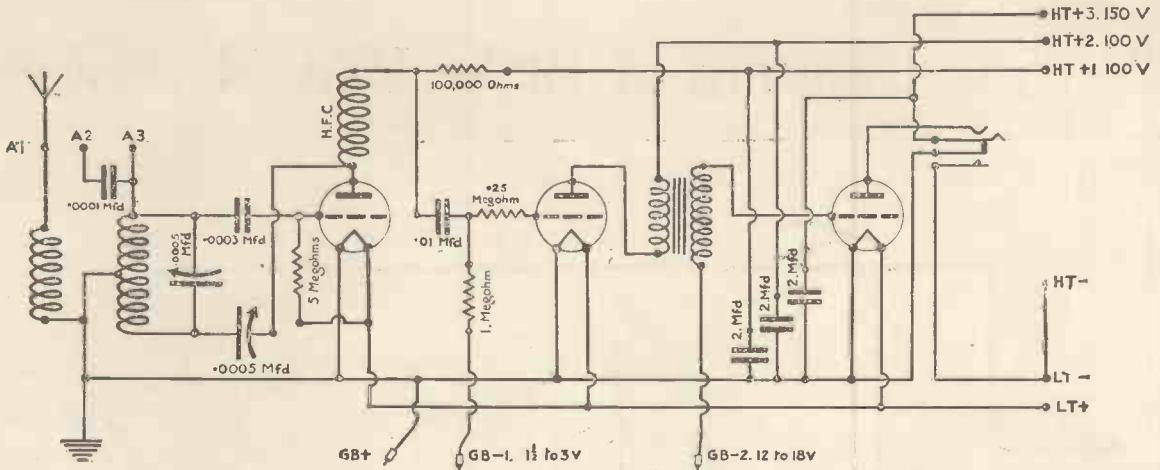 HT+3. 150 V
HT+2. 100 V
HT+1 100 V
100,000 Ohms
H.F.C
A1
A2
A3
.0001 Mfd
.0005
Mfd
.0003 Mfd
5 Megohms
.0005 Mfd
.01 Mfd
.25
Megohm
1. Megohm
2. Mfd
2. Mfd
2. Mfd
HT-
LT-
LT+
GB+
GB-1. 1½ to 3V
GB-2. 12 to 18V